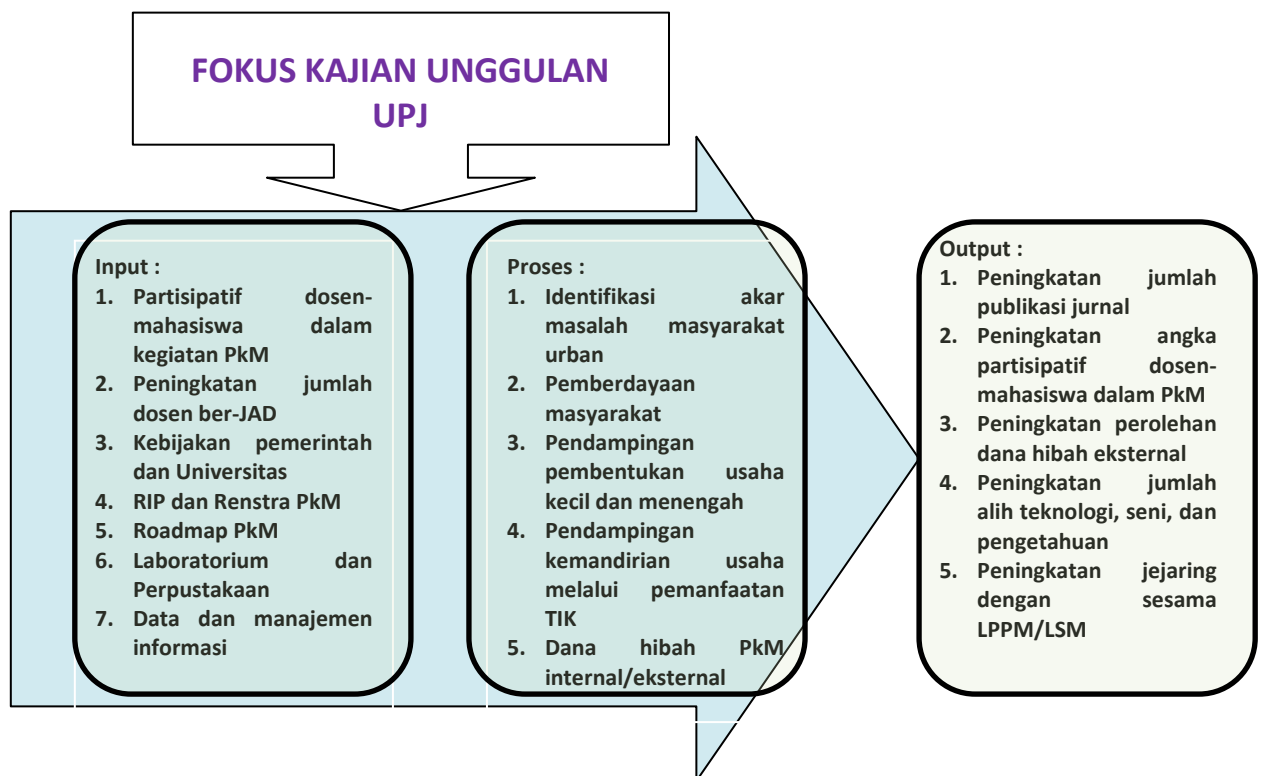 FOKUS KAJIAN UNGGULAN
UPJ
Input :
1. Partisipatif dosen-
mahasiswa dalam
kegiatan PkM
2. Peningkatan jumlah
dosen ber-JAD
3. Kebijakan pemerintah
dan Universitas
4. RIP dan Renstra PkM
5. Roadmap PkM
6. Laboratorium dan
Perpustakaan
7. Data dan manajemen
informasi
Proses :
1. Identifikasi akar
masalah masyarakat
urban
2. Pemberdayaan
masyarakat
3. Pendampingan
pembentukan usaha
kecil dan menengah
4. Pendampingan
kemandirian usaha
melalui pemanfaatan
TIK
5. Dana hibah PkM
internal/eksternal
Output :
1. Peningkatan jumlah
publikasi jurnal
2. Peningkatan angka
partisipatif dosen-
mahasiswa dalam PkM
3. Peningkatan perolehan
dana hibah eksternal
4. Peningkatan jumlah
alih teknologi, seni, dan
pengetahuan
5. Peningkatan jejaring
dengan sesama
LPPM/LSM